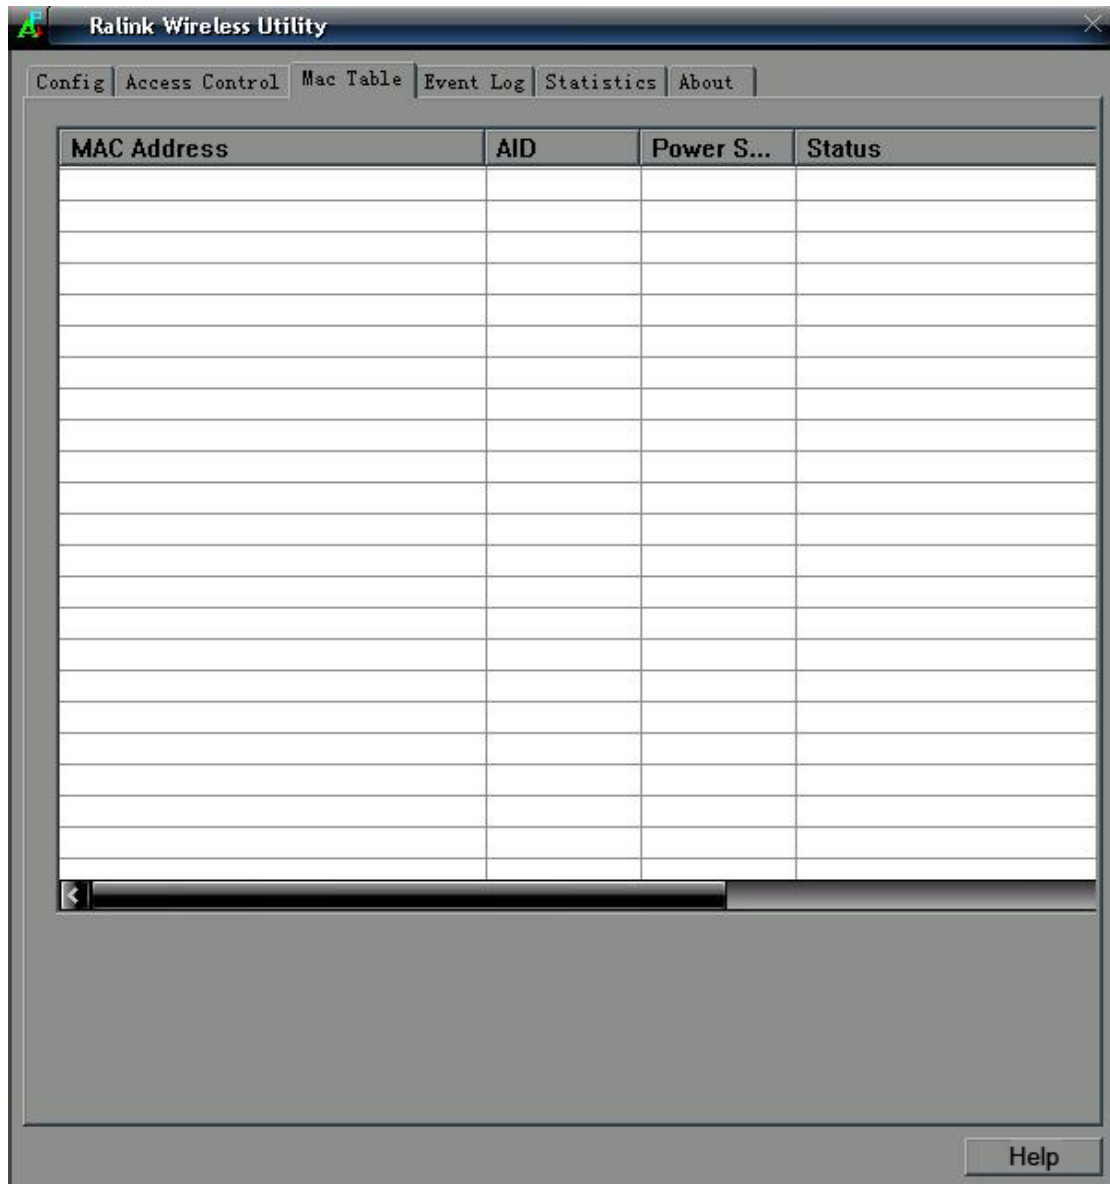 Ralink Wireless Utility
Config Access Control Mac Table Event Log Statistics About
MAC Address AID Power S... Status
Help